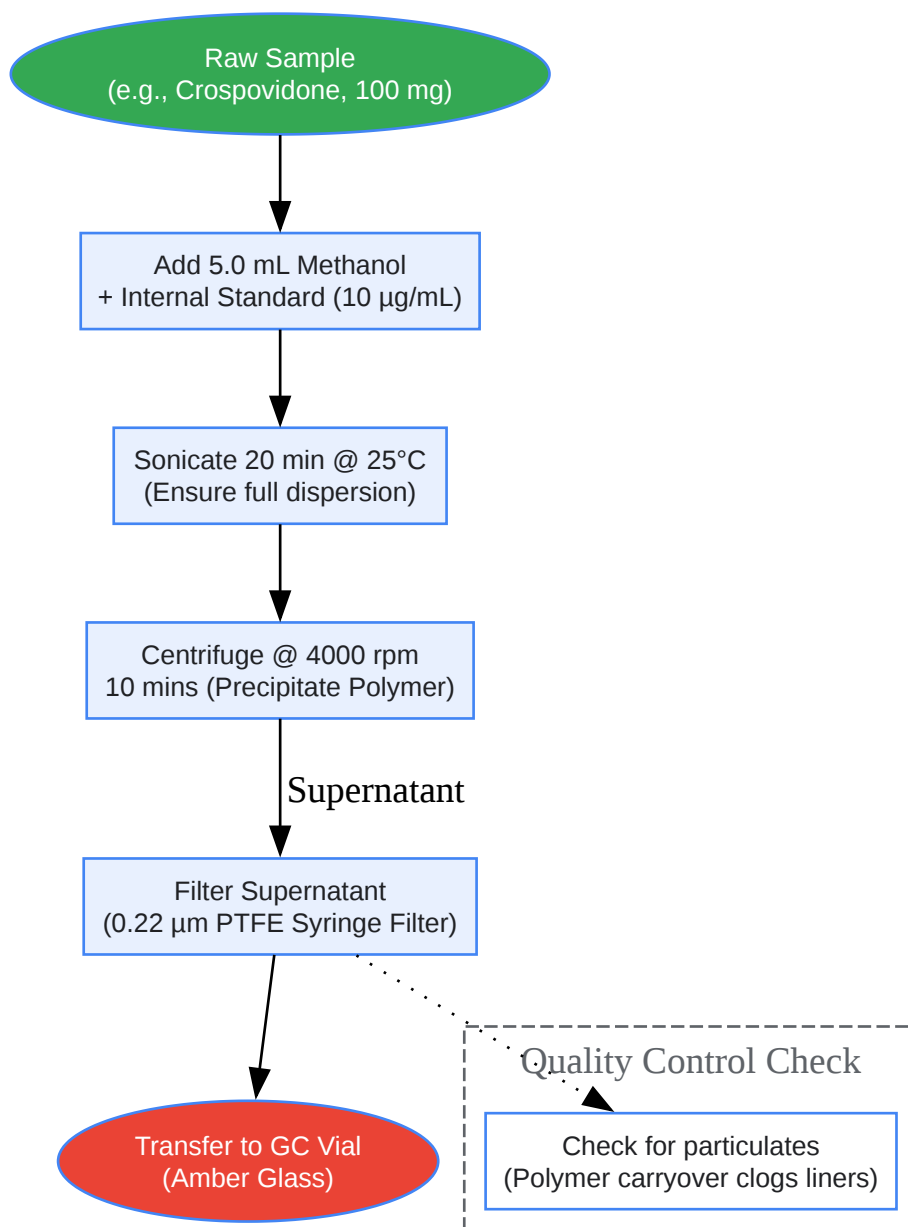 Raw Sample
(e.g., Crospovidone, 100 mg)
Add 5.0 mL Methanol
+ Internal Standard (10 µg/mL)
Sonicate 20 min @ 25°C
(Ensure full dispersion)
Centrifuge @ 4000 rpm
10 mins (Precipitate Polymer)
Supernatant
Filter Supernatant
(0.22 µm PTFE Syringe Filter)
Quality Control Check
Transfer to GC Vial
(Amber Glass)
Check for particulates
(Polymer carryover clogs liners)